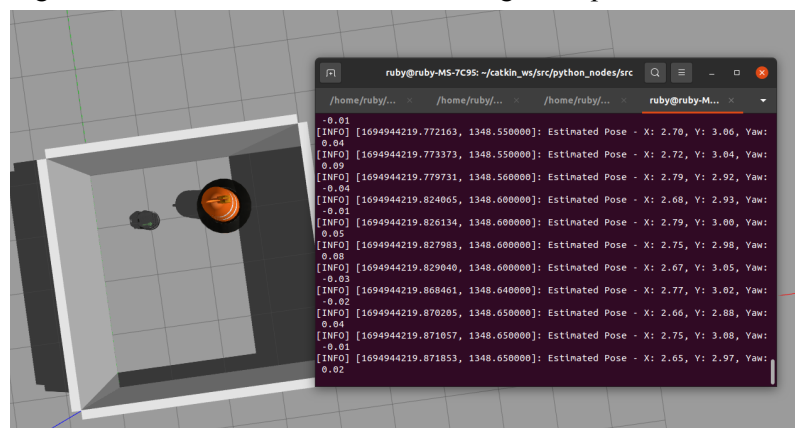 ruby@ruby-MS-7C95: ~/catkin_ws/src/python_nodes/src
/home/ruby/... × /home/ruby/... × /home/ruby/... × ruby@ruby-M... ×
-0.01
[INFO] [1694944219.772163, 1348.550000]: Estimated Pose - X: 2.70, Y: 3.06, Yaw:
0.04
[INFO] [1694944219.773373, 1348.550000]: Estimated Pose - X: 2.72, Y: 3.04, Yaw:
0.09
[INFO] [1694944219.779731, 1348.560000]: Estimated Pose - X: 2.79, Y: 2.92, Yaw:
-0.04
[INFO] [1694944219.824065, 1348.600000]: Estimated Pose - X: 2.68, Y: 2.93, Yaw:
-0.01
[INFO] [1694944219.826134, 1348.600000]: Estimated Pose - X: 2.79, Y: 3.00, Yaw:
0.05
[INFO] [1694944219.827983, 1348.600000]: Estimated Pose - X: 2.75, Y: 2.98, Yaw:
0.08
[INFO] [1694944219.829040, 1348.600000]: Estimated Pose - X: 2.67, Y: 3.05, Yaw:
-0.03
[INFO] [1694944219.868461, 1348.640000]: Estimated Pose - X: 2.77, Y: 3.02, Yaw:
-0.02
[INFO] [1694944219.870205, 1348.650000]: Estimated Pose - X: 2.66, Y: 2.88, Yaw:
0.04
[INFO] [1694944219.871057, 1348.650000]: Estimated Pose - X: 2.75, Y: 3.08, Yaw:
-0.01
[INFO] [1694944219.871853, 1348.650000]: Estimated Pose - X: 2.65, Y: 2.97, Yaw:
0.02